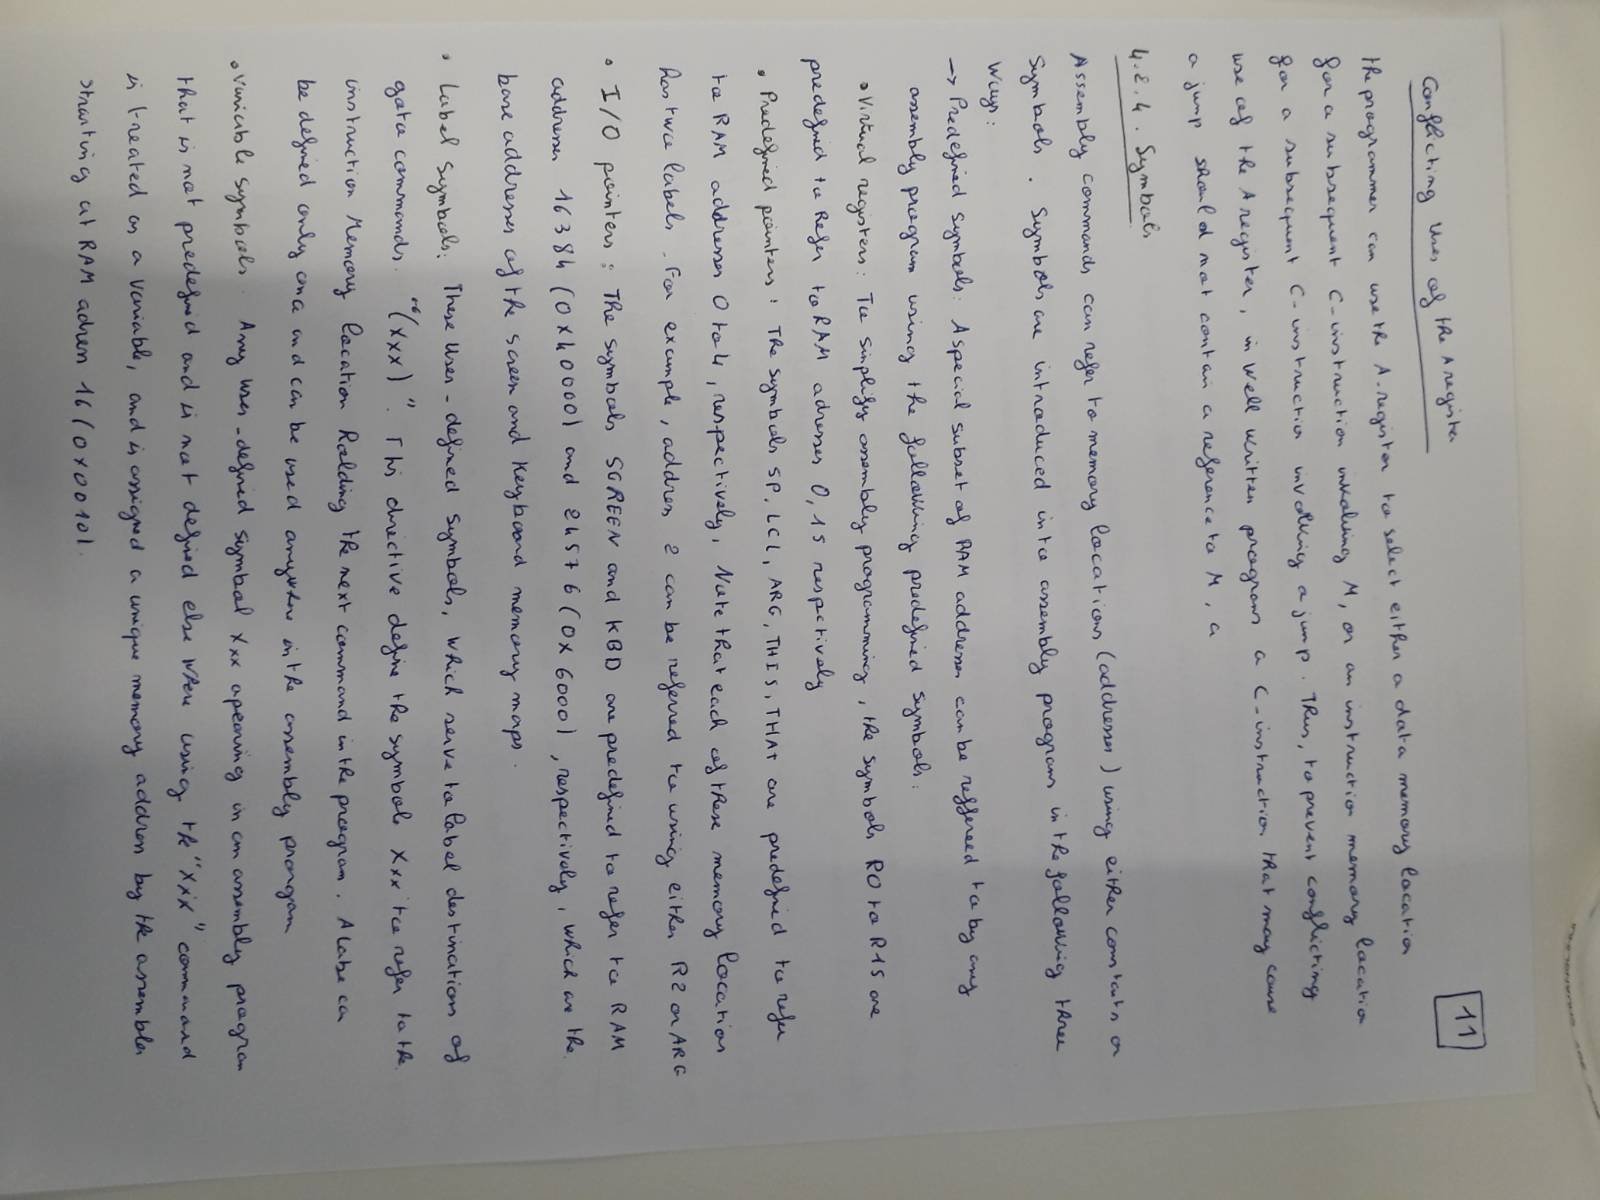 11
Conflicting Uses of the A register
the programmer can use the A-register to select either a data memory location
for a subsequent C-instruction involving M, or an instruction memory location
for a subsequent C-instruction involving a jump. Thus, to prevent conflicting
use of the A register, in well written program a C-instruction that may cause
a jump should not contain a reference to M, a
4.2.4. Symbols
Assembly commands can refer to memory locations (addresses) using either constants or
Symbols. Symbols are introduced into assembly program in the following three
ways:
→ Predefined symbols: A special subset of RAM addresses can be reffered to by any
assembly program using the following predefined symbols:
• Virtual registers: To simplify assembly programming, the symbols R0 to R15 are
predefined to Refer to RAM adresses 0,15 respectively
• Predefined pointers: The symbols SP, LCL, ARG, THIS, THAT are predefined to refer
to RAM addresses 0 to 4, respectively, Note that each of these memory location
has two labels. For example, address 2 can be referred to using either R2 or ARG
• I/O pointers: The symbols SCREEN and KBD are predefined to refer to RAM
addresses 16384 (0x4000) and 24576 (0x6000), respectively, which are the
base addresses of the screen and keyboard memory maps.
• Label Symbols: These User-defined symbols, which serve to label destination of
goto commands. "(Xxx)". This directive define the symbols Xxx to refer to the
instruction Memory location holding the next command in the program. A labe can
be defined only once and can be used anywhere in the assembly program
• Variable symbols. Any user-defined symbol Xxx apearing in an assembly program
that is not predefined and is not defined elsewhere using the "Xxx" command
is treated as a variable, and is assigned a unique memory address by the assembler
starting at RAM adress 16 (0x0010).